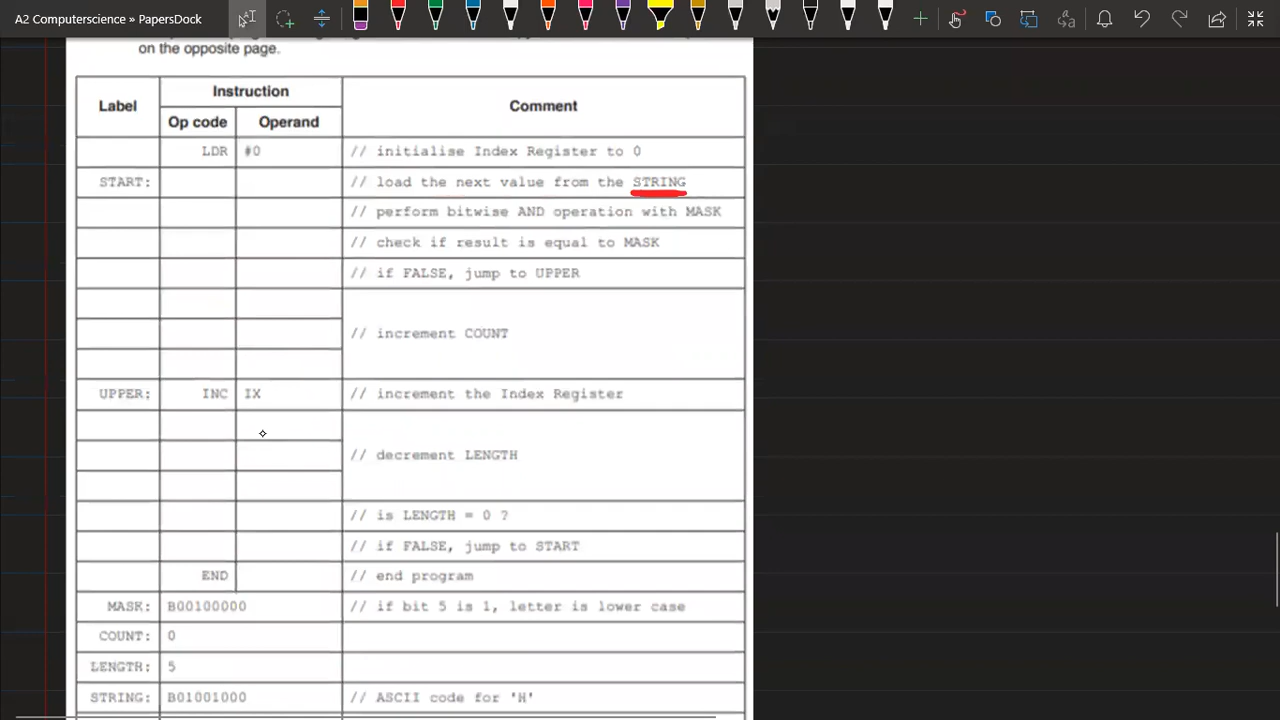 A2 Computerscience » PapersDock
on the opposite page.
Label Instruction Comment
Op code Operand
LDR #0 // initialise Index Register to 0
START: // load the next value from the STRING
// perform bitwise AND operation with MASK
// check if result is equal to MASK
// if FALSE, jump to UPPER
// increment COUNT
UPPER: INC IX // increment the Index Register
// decrement LENGTH
// is LENGTH = 0 ?
// if FALSE, jump to START
END // end program
MASK: B00100000 // if bit 5 is 1, letter is lower case
COUNT: 0
LENGTH: 5
STRING: B01001000 // ASCII code for 'H'